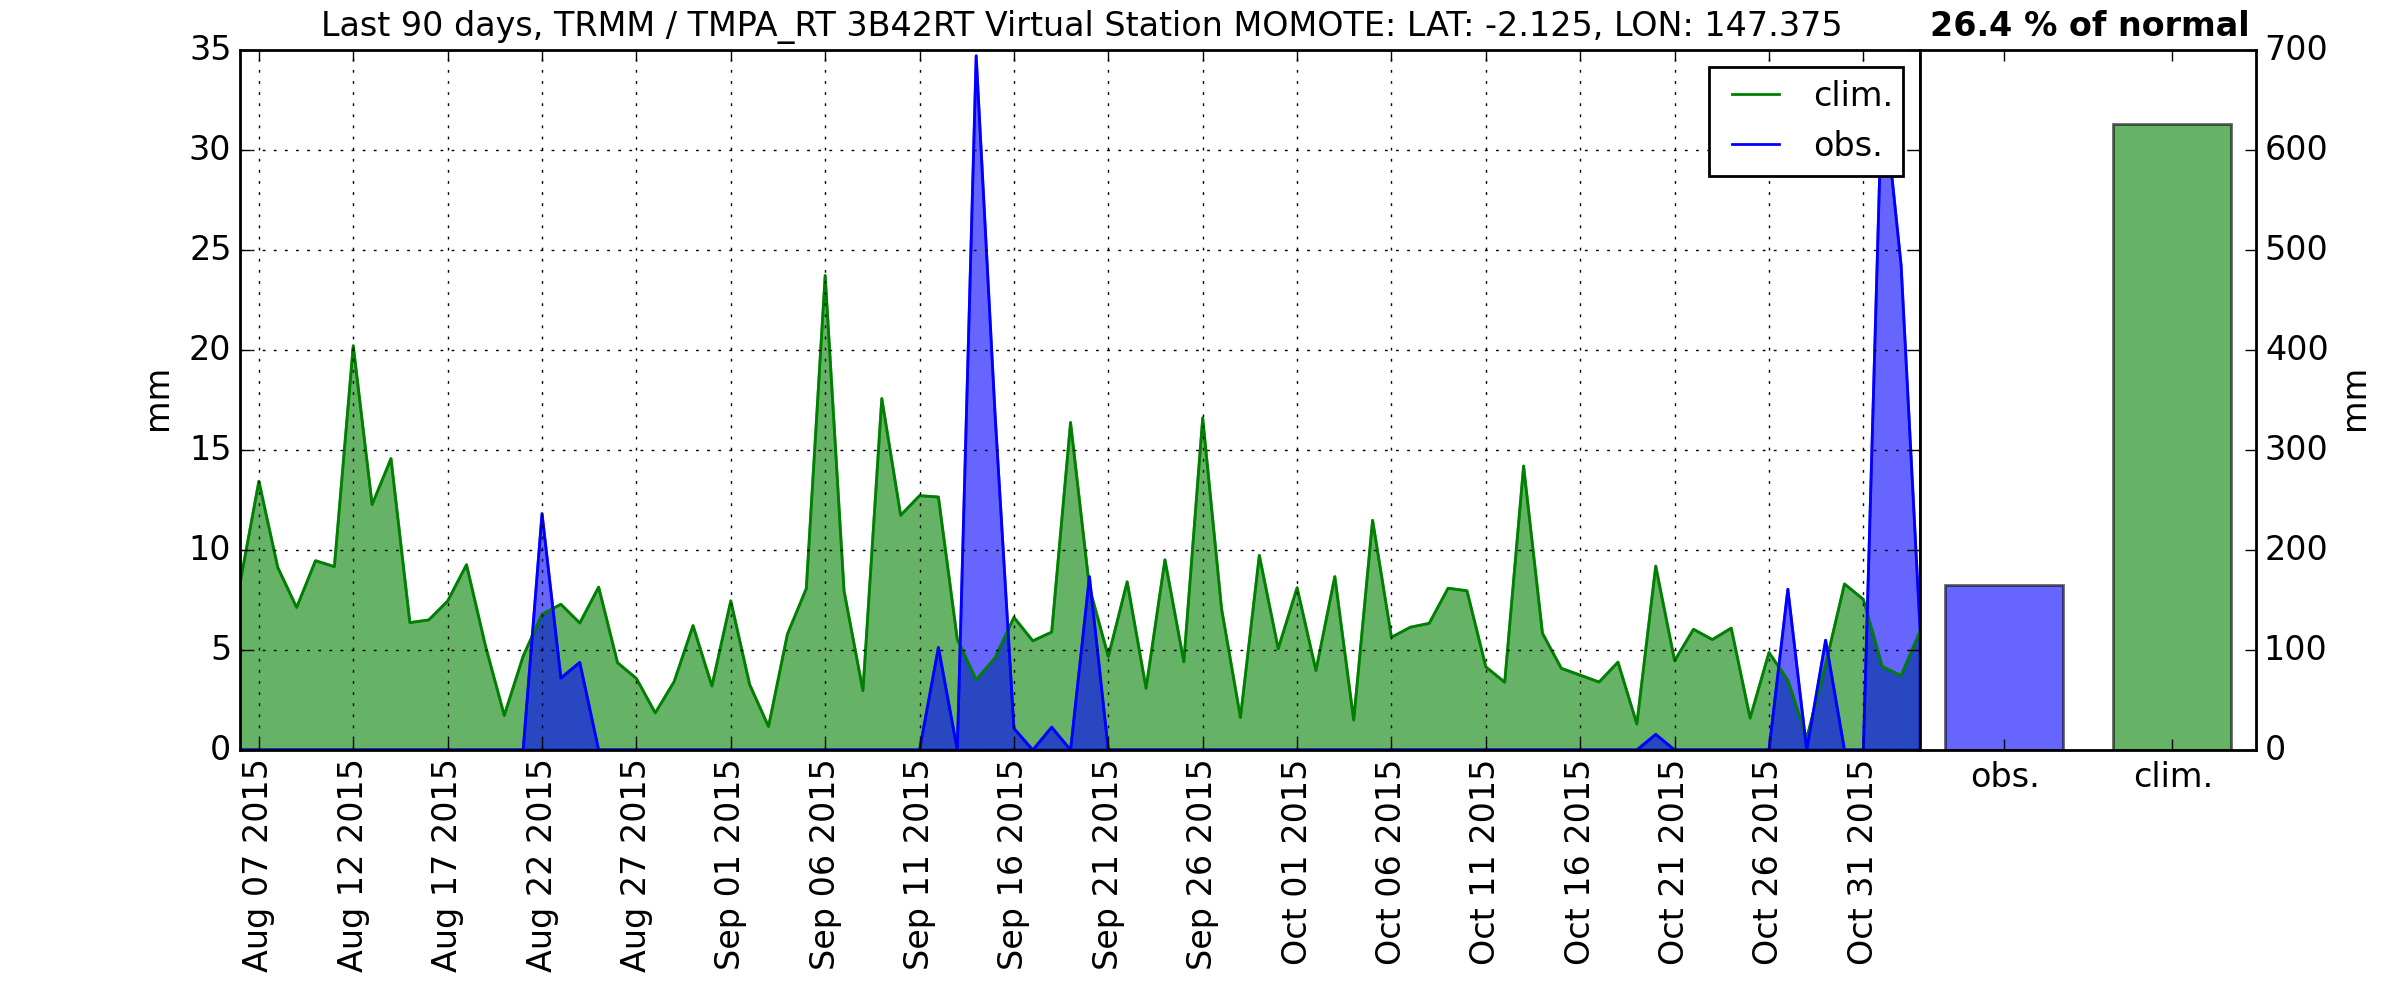 Last 90 days, TRMM / TMPA_RT 3B42RT Virtual Station MOMOTE: LAT: -2.125, LON: 147.375
26.4 % of normal
35
30
25
20
15
10
5
0
mm
clim.
obs.
700
600
500
400
300
200
100
0
mm
Aug 07 2015
Aug 12 2015
Aug 17 2015
Aug 22 2015
Aug 27 2015
Sep 01 2015
Sep 06 2015
Sep 11 2015
Sep 16 2015
Sep 21 2015
Sep 26 2015
Oct 01 2015
Oct 06 2015
Oct 11 2015
Oct 16 2015
Oct 21 2015
Oct 26 2015
Oct 31 2015
obs.
clim.